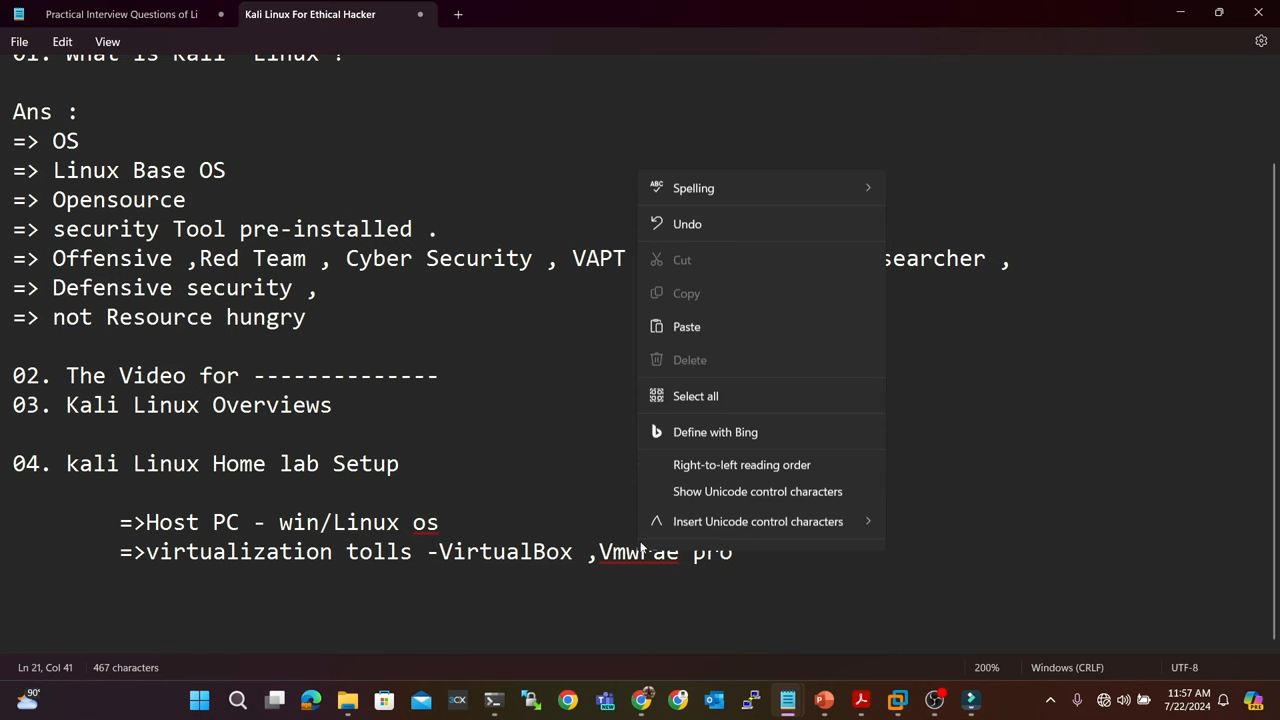 Practical Interview Questions of Li
Kali Linux For Ethical Hacker
File Edit View
01. What is Kali Linux ?
Ans :
=> OS
=> Linux Base OS
=> Opensource
=> security Tool pre-installed .
=> Offensive ,Red Team , Cyber Security , VAPT searcher ,
=> Defensive security ,
=> not Resource hungry
02. The Video for --------------
03. Kali Linux Overviews
04. kali Linux Home lab Setup
=>Host PC - win/Linux os
=>virtualization tolls -VirtualBox ,Vmwrae pro
Spelling
Undo
Cut
Copy
Paste
Delete
Select all
Define with Bing
Right-to-left reading order
Show Unicode control characters
Insert Unicode control characters
Ln 21, Col 41 467 characters 200% Windows (CRLF) UTF-8
90°
11:57 AM
7/22/2024